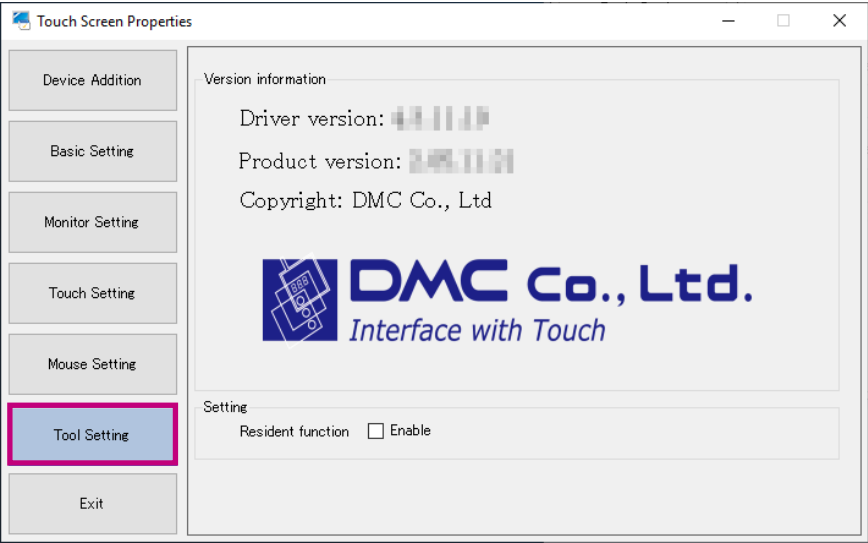 Touch Screen Properties
Device Addition
Basic Setting
Monitor Setting
Touch Setting
Mouse Setting
Tool Setting
Exit
Version information
Driver version:
Product version:
Copyright: DMC Co., Ltd
DMC Co., Ltd.
Interface with Touch
Setting
Resident function Enable